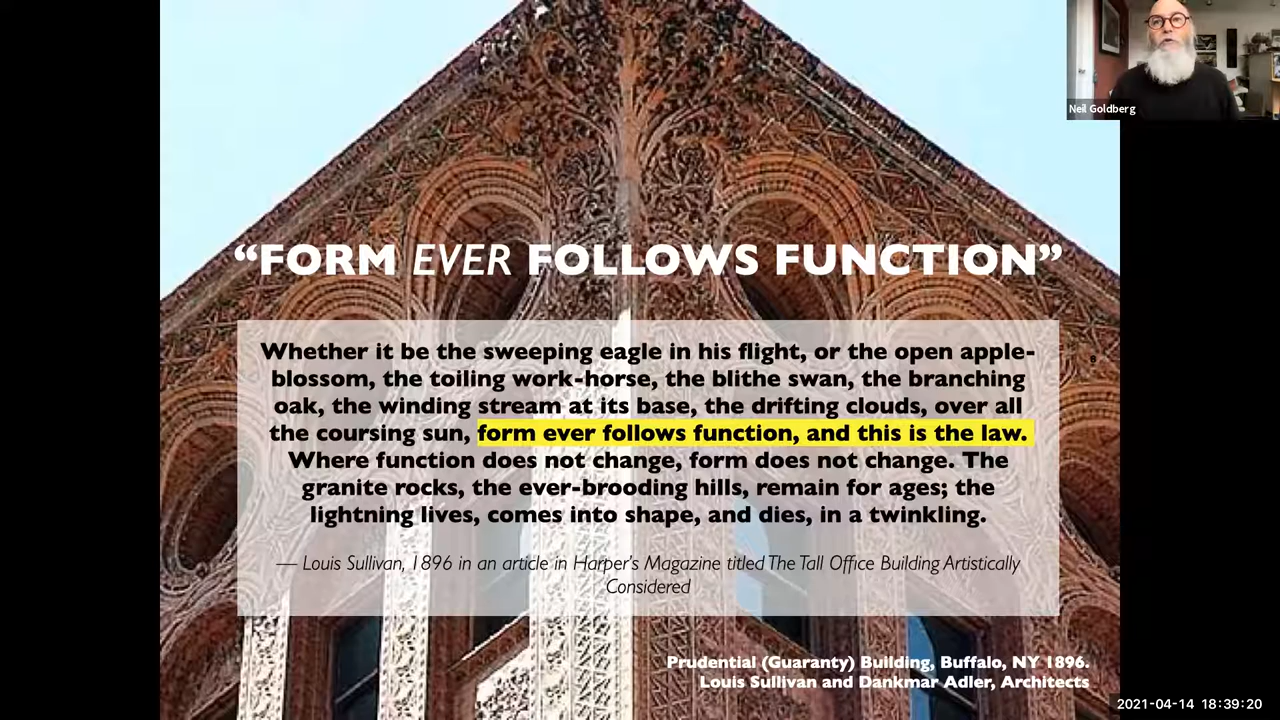 Neil Goldberg
“FORM EVER FOLLOWS FUNCTION”
Whether it be the sweeping eagle in his flight, or the open apple-
blossom, the toiling work-horse, the blithe swan, the branching
oak, the winding stream at its base, the drifting clouds, over all
the coursing sun, form ever follows function, and this is the law.
Where function does not change, form does not change. The
granite rocks, the ever-brooding hills, remain for ages; the
lightning lives, comes into shape, and dies, in a twinkling.
— Louis Sullivan, 1896 in an article in Harper’s Magazine titled The Tall Office Building Artistically
Considered
Prudential (Guaranty) Building, Buffalo, NY 1896.
Louis Sullivan and Dankmar Adler, Architects
2021-04-14 18:39:20